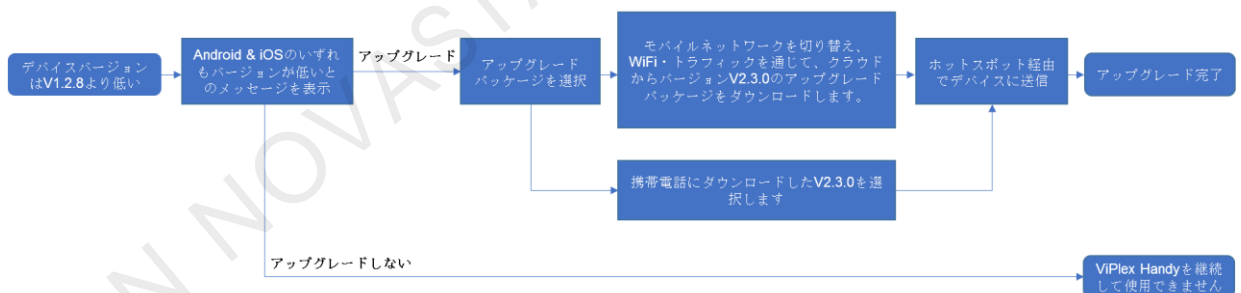 デバイスバージョン
はV1.2.8より低い
Android & iOSのいずれ
もバージョンが低いと
のメッセージを表示
アップグレード
アップグレード
パッケージを選択
モバイルネットワークを切り替え、
WiFi・トラフィックを通じて、クラウド
からバージョンV2.3.0のアップグレード
パッケージをダウンロードします。
ホットスポット経由
でデバイスに送信
アップグレード完了
携帯電話にダウンロードしたV2.3.0を選
択します
アップグレードしない
ViPlex Handyを継続
して使用できません
N NOVASTA